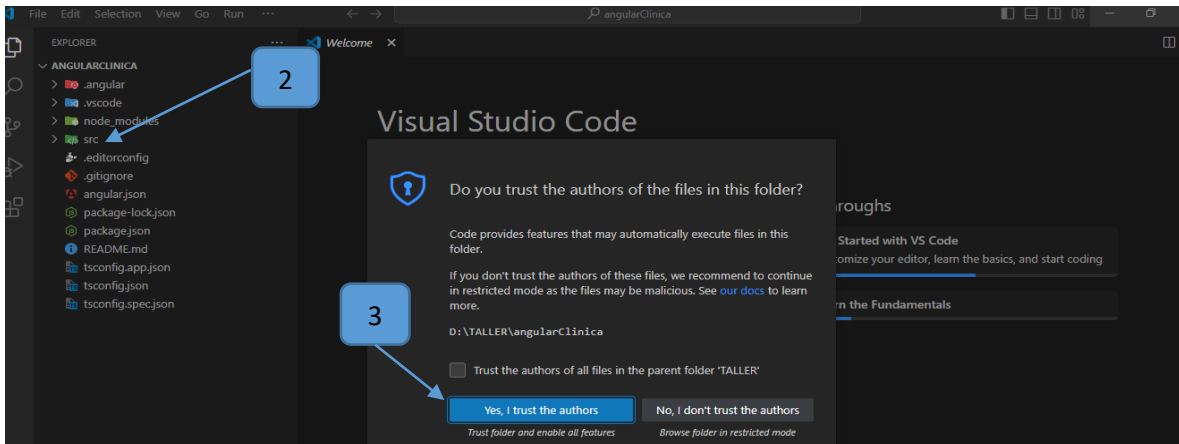 File Edit Selection View Go Run ···
angularClinica
EXPLORER ···
Welcome
ANGULARCLINICA
.angular
.vscode
node_modules
src
.editorconfig
.gitignore
angular.json
package-lock.json
package.json
README.md
tsconfig.app.json
tsconfig.json
tsconfig.spec.json
2
Visual Studio Code
Do you trust the authors of the files in this folder?
Code provides features that may automatically execute files in this
folder.
If you don't trust the authors of these files, we recommend to continue
in restricted mode as the files may be malicious. See our docs to learn
more.
D:\TALLER\angularClinica
3
Trust the authors of all files in the parent folder 'TALLER'
Yes, I trust the authors
No, I don't trust the authors
Trust folder and enable all features
Browse folder in restricted mode
roughs
Started with VS Code
omize your editor, learn the basics, and start coding
rn the Fundamentals